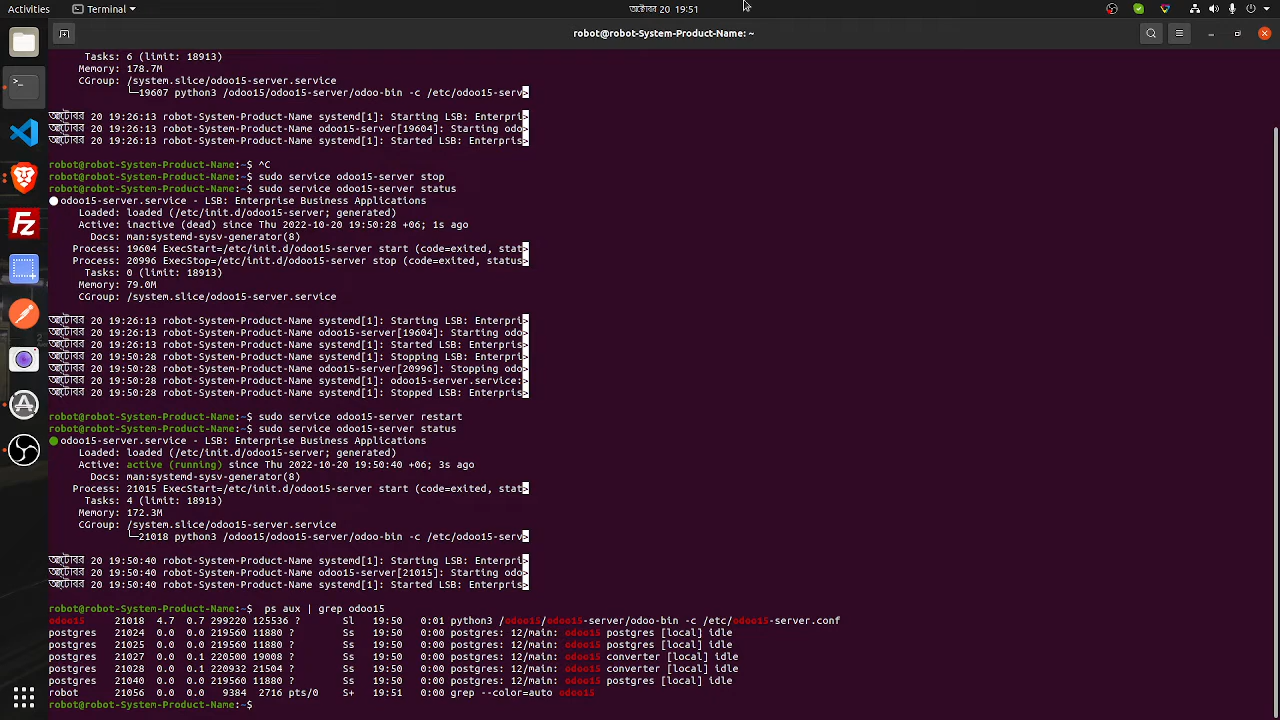 Activities
Terminal
অক্টোবর 20 19:51
robot@robot-System-Product-Name: ~
Tasks: 6 (limit: 18913)
Memory: 178.7M
CGroup: /system.slice/odoo15-server.service
└─19607 python3 /odoo15/odoo15-server/odoo-bin -c /etc/odoo15-serv>
অক্টোবর 20 19:26:13 robot-System-Product-Name systemd[1]: Starting LSB: Enterpri>
অক্টোবর 20 19:26:13 robot-System-Product-Name odoo15-server[19604]: Starting odo>
অক্টোবর 20 19:26:13 robot-System-Product-Name systemd[1]: Started LSB: Enterpris>
robot@robot-System-Product-Name:~$ ^C
robot@robot-System-Product-Name:~$ sudo service odoo15-server stop
robot@robot-System-Product-Name:~$ sudo service odoo15-server status
odoo15-server.service - LSB: Enterprise Business Applications
Loaded: loaded (/etc/init.d/odoo15-server; generated)
Active: inactive (dead) since Thu 2022-10-20 19:50:28 +06; 1s ago
Docs: man:systemd-sysv-generator(8)
Process: 19604 ExecStart=/etc/init.d/odoo15-server start (code=exited, stat>
Process: 20996 ExecStop=/etc/init.d/odoo15-server stop (code=exited, status>
Tasks: 0 (limit: 18913)
Memory: 79.0M
CGroup: /system.slice/odoo15-server.service
অক্টোবর 20 19:26:13 robot-System-Product-Name systemd[1]: Starting LSB: Enterpri>
অক্টোবর 20 19:26:13 robot-System-Product-Name odoo15-server[19604]: Starting odo>
অক্টোবর 20 19:26:13 robot-System-Product-Name systemd[1]: Started LSB: Enterpris>
অক্টোবর 20 19:50:28 robot-System-Product-Name systemd[1]: Stopping LSB: Enterpri>
অক্টোবর 20 19:50:28 robot-System-Product-Name odoo15-server[20996]: Stopping odo>
অক্টোবর 20 19:50:28 robot-System-Product-Name systemd[1]: odoo15-server.service:>
অক্টোবর 20 19:50:28 robot-System-Product-Name systemd[1]: Stopped LSB: Enterpris>
robot@robot-System-Product-Name:~$ sudo service odoo15-server restart
robot@robot-System-Product-Name:~$ sudo service odoo15-server status
odoo15-server.service - LSB: Enterprise Business Applications
Loaded: loaded (/etc/init.d/odoo15-server; generated)
Active: active (running) since Thu 2022-10-20 19:50:40 +06; 3s ago
Docs: man:systemd-sysv-generator(8)
Process: 21015 ExecStart=/etc/init.d/odoo15-server start (code=exited, stat>
Tasks: 4 (limit: 18913)
Memory: 172.3M
CGroup: /system.slice/odoo15-server.service
└─21018 python3 /odoo15/odoo15-server/odoo-bin -c /etc/odoo15-serv>
অক্টোবর 20 19:50:40 robot-System-Product-Name systemd[1]: Starting LSB: Enterpri>
অক্টোবর 20 19:50:40 robot-System-Product-Name odoo15-server[21015]: Starting odo>
অক্টোবর 20 19:50:40 robot-System-Product-Name systemd[1]: Started LSB: Enterpris>
robot@robot-System-Product-Name:~$  ps aux | grep odoo15
odoo15 21018 4.7 0.7 299220 125536 ? Sl 19:50 0:01 python3 /odoo15/odoo15-server/odoo-bin -c /etc/odoo15-server.conf
postgres 21024 0.0 0.0 219560 11880 ? Ss 19:50 0:00 postgres: 12/main: odoo15 postgres [local] idle
postgres 21025 0.0 0.0 219560 11880 ? Ss 19:50 0:00 postgres: 12/main: odoo15 postgres [local] idle
postgres 21027 0.0 0.1 220500 19008 ? Ss 19:50 0:00 postgres: 12/main: odoo15 converter [local] idle
postgres 21028 0.0 0.1 220932 21504 ? Ss 19:50 0:00 postgres: 12/main: odoo15 converter [local] idle
postgres 21040 0.0 0.0 219560 11880 ? Ss 19:50 0:00 postgres: 12/main: odoo15 postgres [local] idle
robot 21056 0.0 0.0 9384 2716 pts/0 S+ 19:51 0:00 grep --color=auto odoo15
robot@robot-System-Product-Name:~$